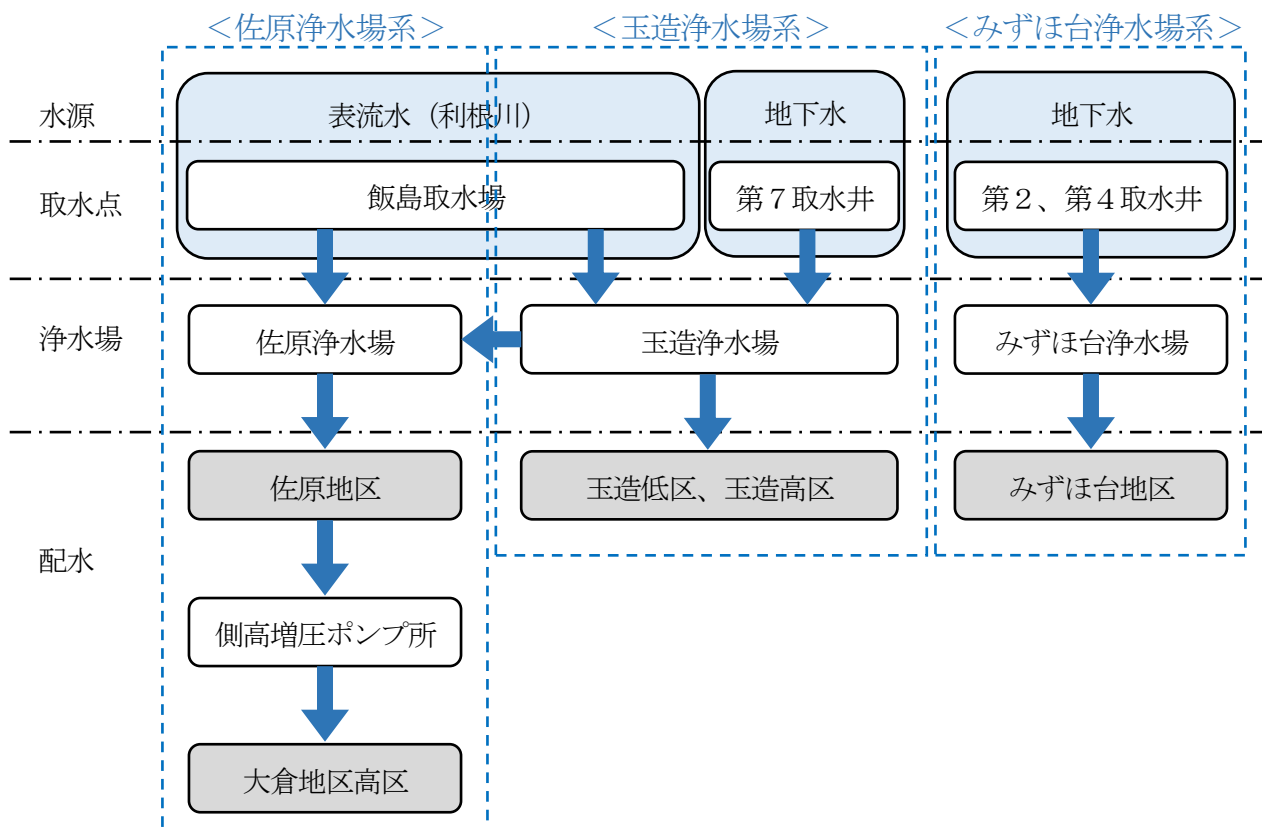 ＜佐原浄水場系＞
＜玉造浄水場系＞
＜みずほ台浄水場系＞
水源
表流水（利根川）
地下水
地下水
取水点
飯島取水場
第７取水井
第２、第４取水井
浄水場
佐原浄水場
玉造浄水場
みずほ台浄水場
佐原地区
玉造低区、玉造高区
みずほ台地区
配水
側高増圧ポンプ所
大倉地区高区